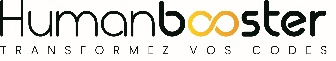 Humanbooster
TRANSFORMEZ VOS CODES